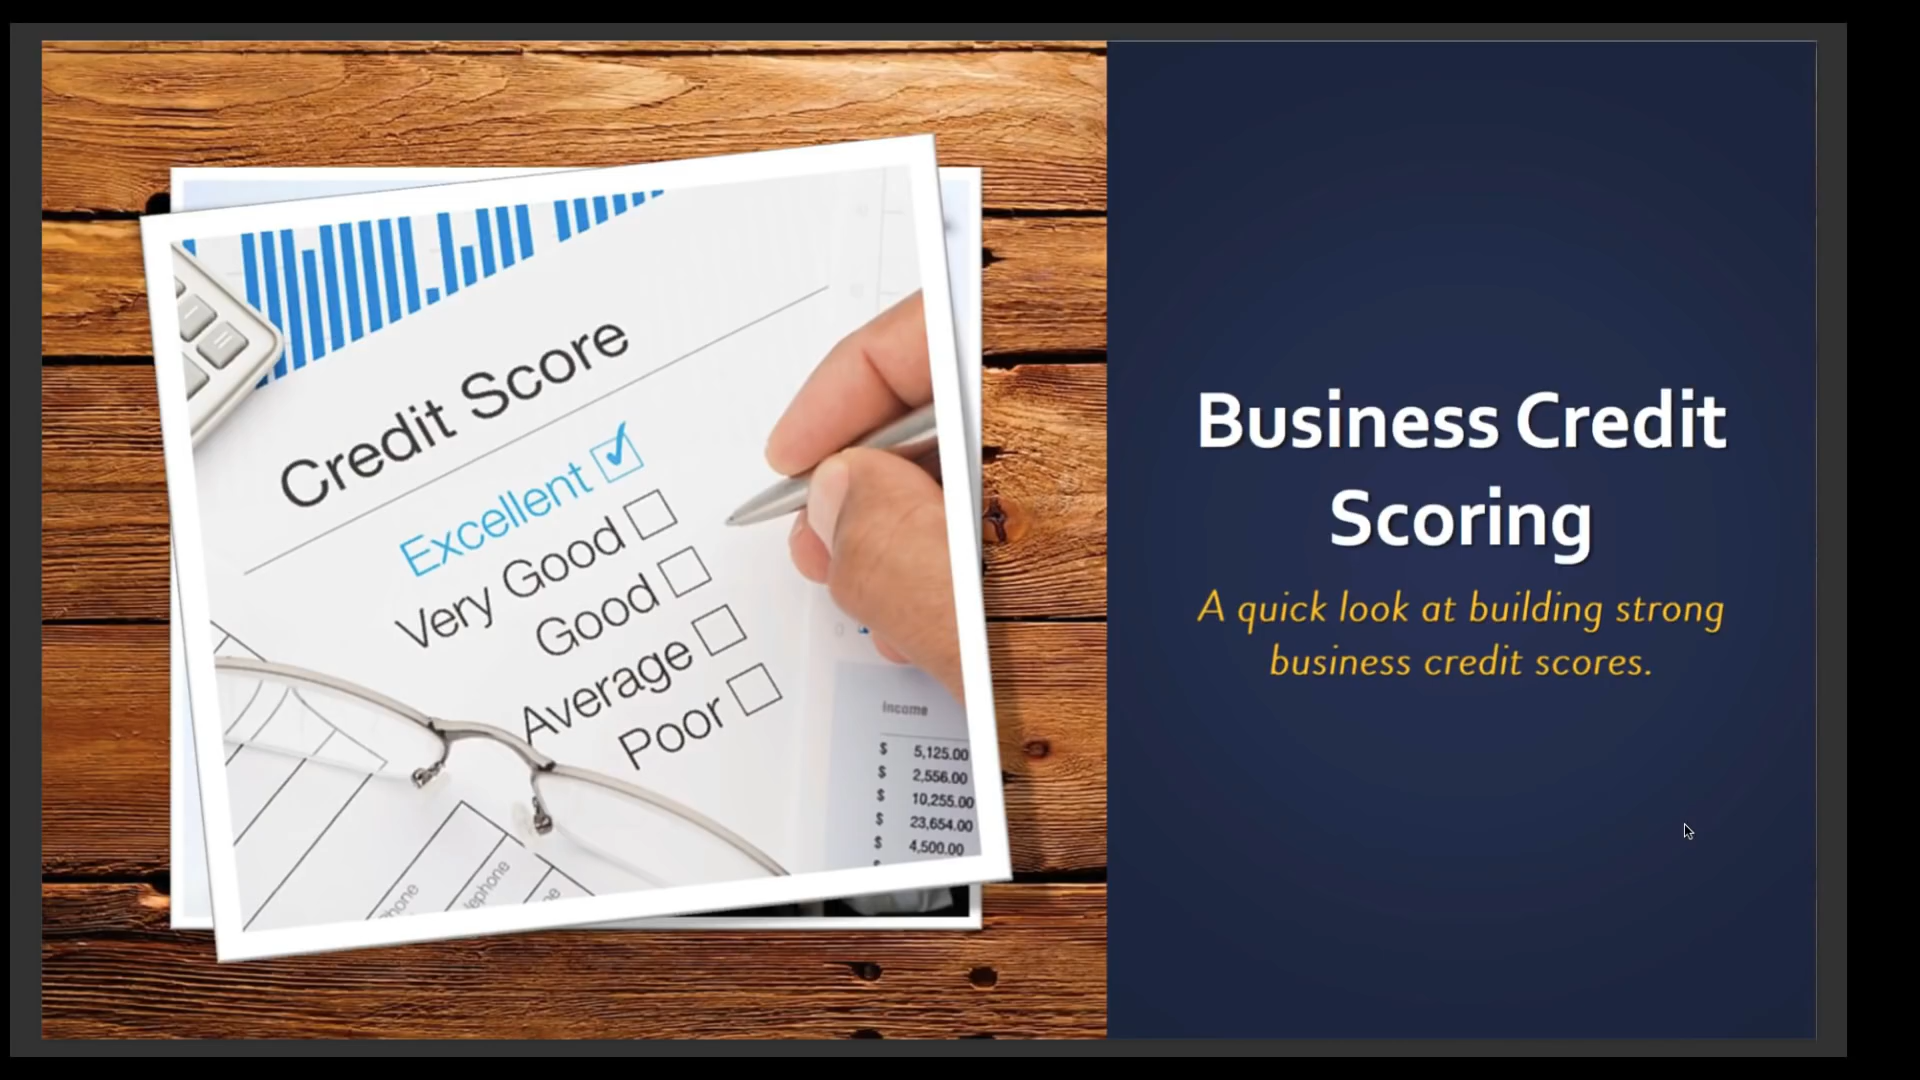 Credit Score
Excellent
Very Good
Good
Average
Poor
Income
$ 5,125.00
$ 2,556.00
$ 10,255.00
$ 23,654.00
$ 4,500.00
Business Credit
Scoring
A quick look at building strong
business credit scores.